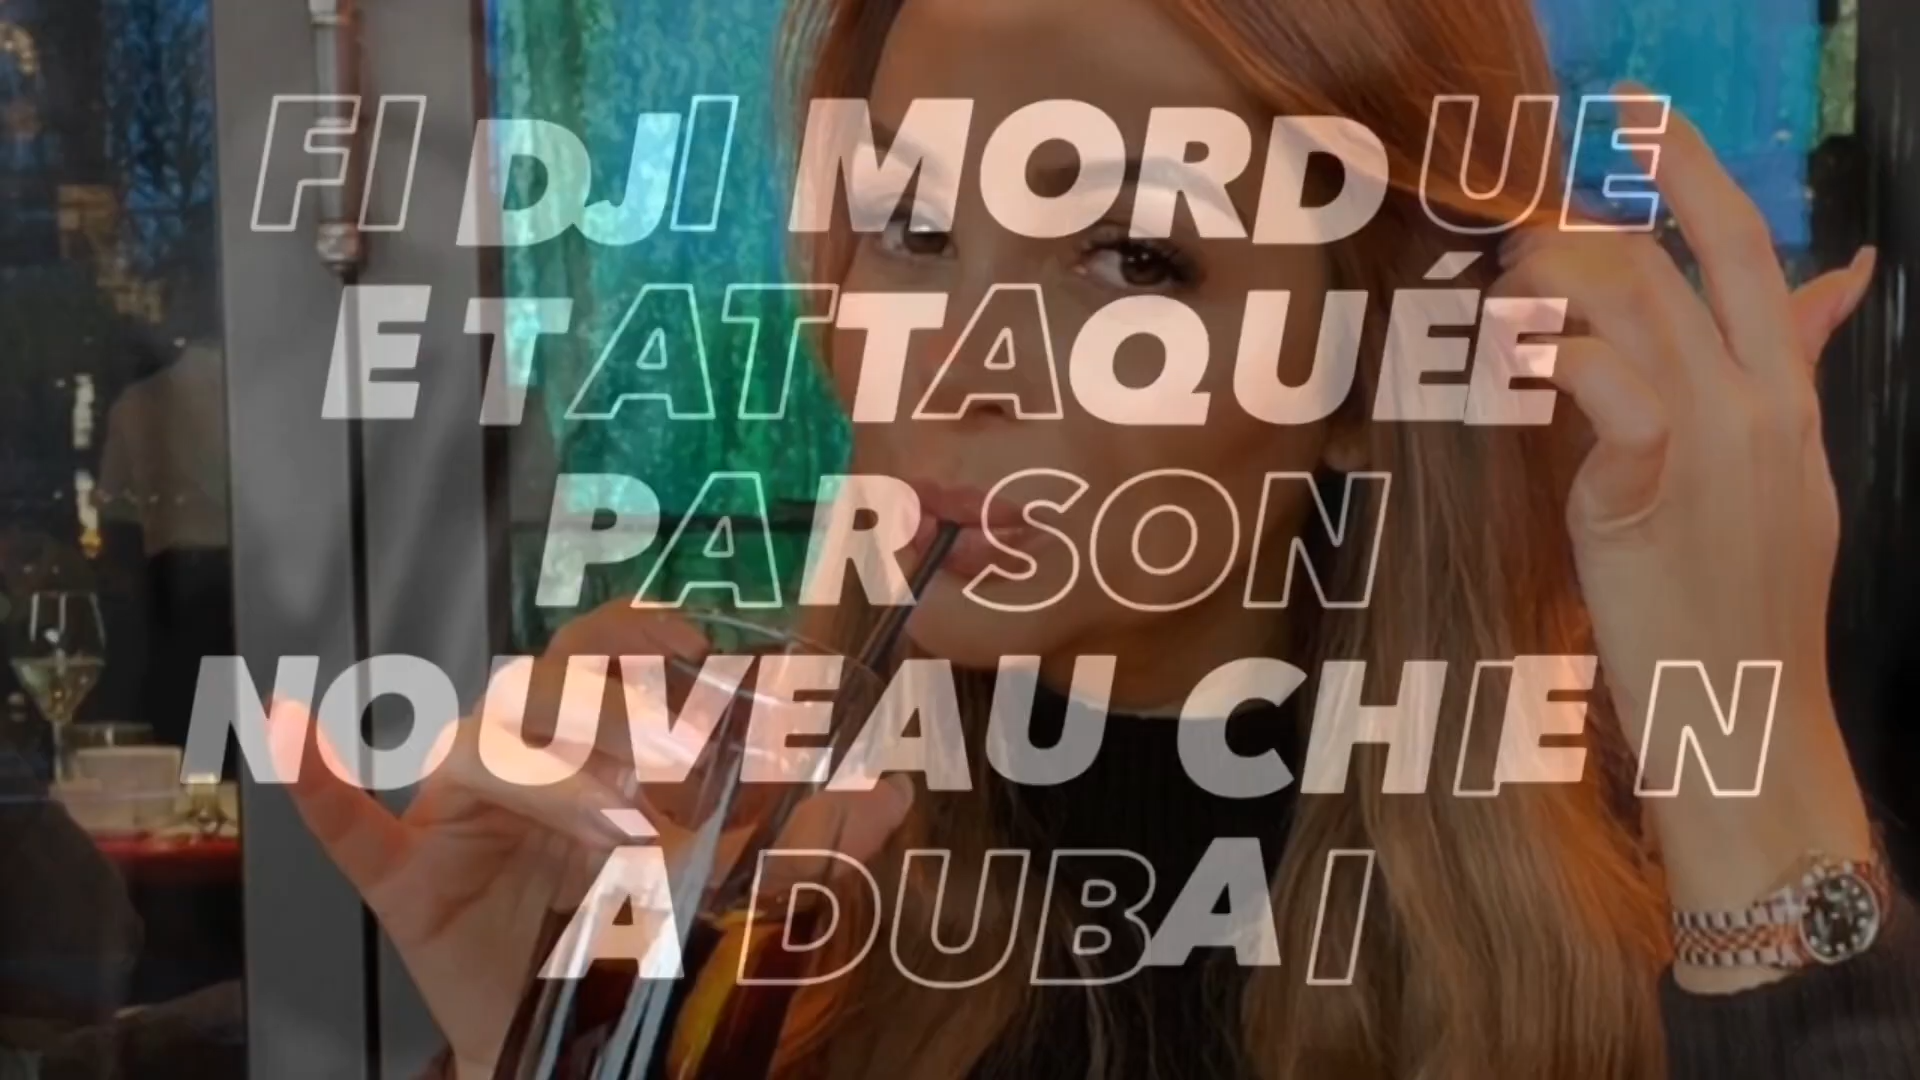 FIDJI MORDUE
ET ATTAQUÉE
PAR SON
NOUVEAU CHIEN
À DUBAI